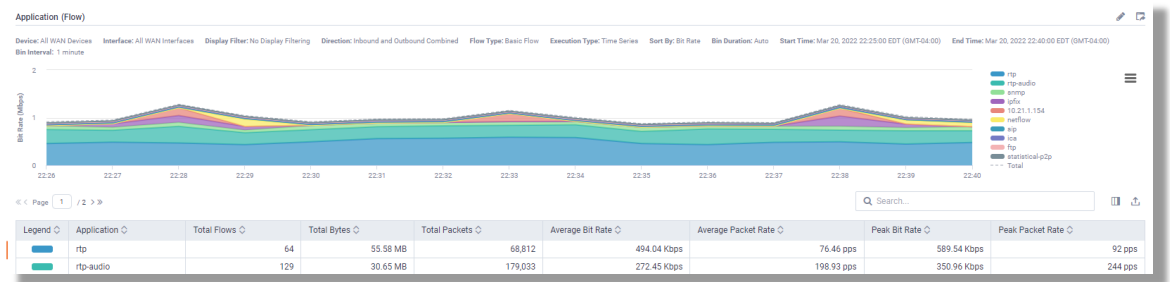 Application (Flow)
Device: All WAN Devices Interface: All WAN Interfaces Display Filter: No Display Filtering Direction: Inbound and Outbound Combined Flow Type: Basic Flow Execution Type: Time Series Sort By: Bit Rate Bin Duration: Auto Start Time: Mar 20, 2022 22:25:00 EDT (GMT-04:00) End Time: Mar 20, 2022 22:40:00 EDT (GMT-04:00)
Bin Interval: 1 minute
Bit Rate (Mbps)
2
1
0
22:26 22:27 22:28 22:29 22:30 22:31 22:32 22:33 22:34 22:35 22:36 22:37 22:38 22:39 22:40
rtp
rtp-audio
snmp
ipfix
10.21.1.154
netflow
sip
ica
ftp
statistical-p2p
Total
Page 1 / 2
Search...
Legend Application Total Flows Total Bytes Total Packets Average Bit Rate Average Packet Rate Peak Bit Rate Peak Packet Rate
rtp 64 55.58 MB 68,812 494.04 Kbps 76.46 pps 589.54 Kbps 92 pps
rtp-audio 129 30.65 MB 179,033 272.45 Kbps 198.93 pps 350.96 Kbps 244 pps